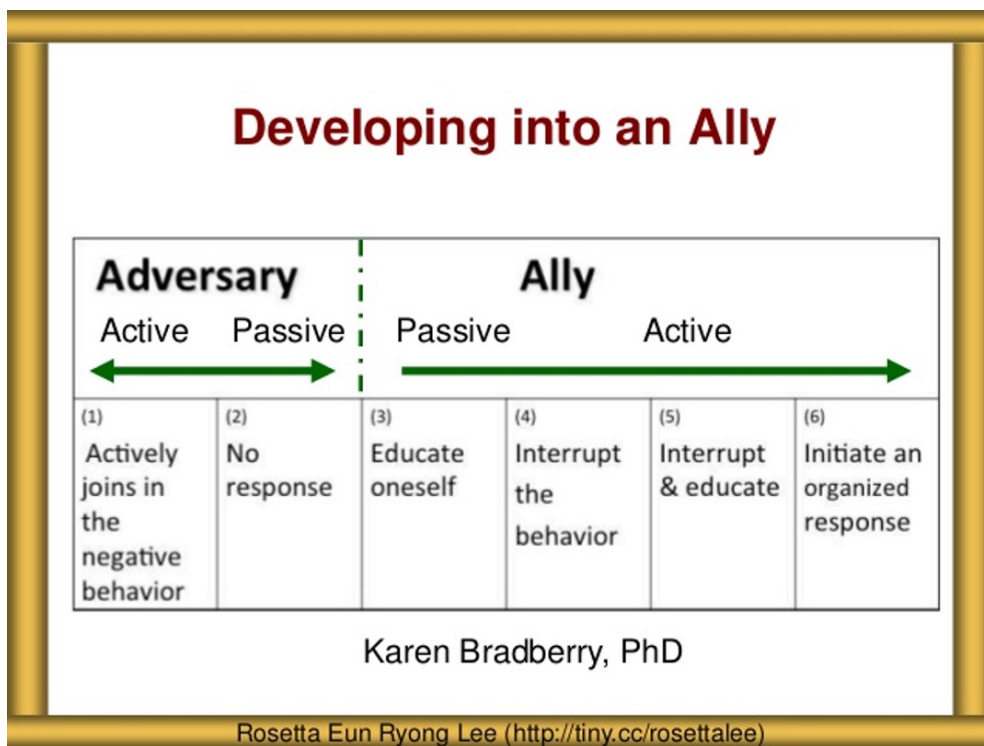 Developing into an Ally
Adversary
Ally
Active
Passive
Passive
Active
(1)
Actively
joins in
the
negative
behavior
(2)
No
response
(3)
Educate
oneself
(4)
Interrupt
the
behavior
(5)
Interrupt
& educate
(6)
Initiate an
organized
response
Karen Bradberry, PhD
Rosetta Eun Ryong Lee (http://tiny.cc/rosettalee)